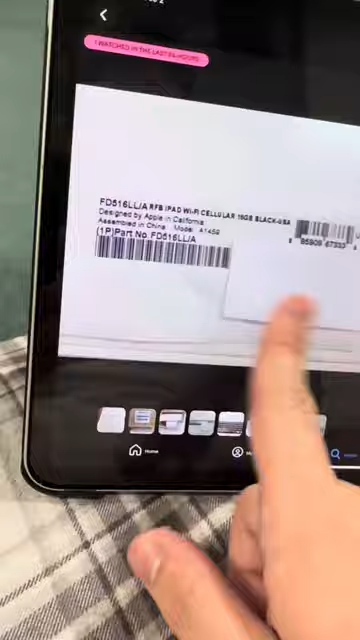 1 WATCHED IN THE LAST 24 HOURS
FD516LL/A RFB IPAD WI-FI CELLULAR 16GB BLACK-USA
Designed by Apple in California
Assembled in China Model A1459
(1P)Part No. FD516LL/A
Home